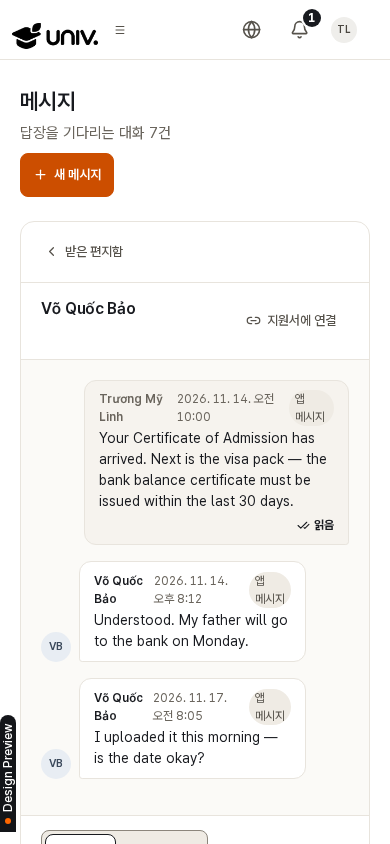 UNIV.
1
TL
메시지
답장을 기다리는 대화 7건
새 메시지
받은 편지함
Võ Quốc Bảo
지원서에 연결
Trương Mỹ Linh
2026. 11. 14. 오전 10:00
앱 메시지
Your Certificate of Admission has
arrived. Next is the visa pack — the
bank balance certificate must be
issued within the last 30 days.
읽음
Võ Quốc Bảo
2026. 11. 14. 오후 8:12
앱 메시지
Understood. My father will go
to the bank on Monday.
VB
Võ Quốc Bảo
2026. 11. 17. 오전 8:05
앱 메시지
I uploaded it this morning —
is the date okay?
VB
Design Preview